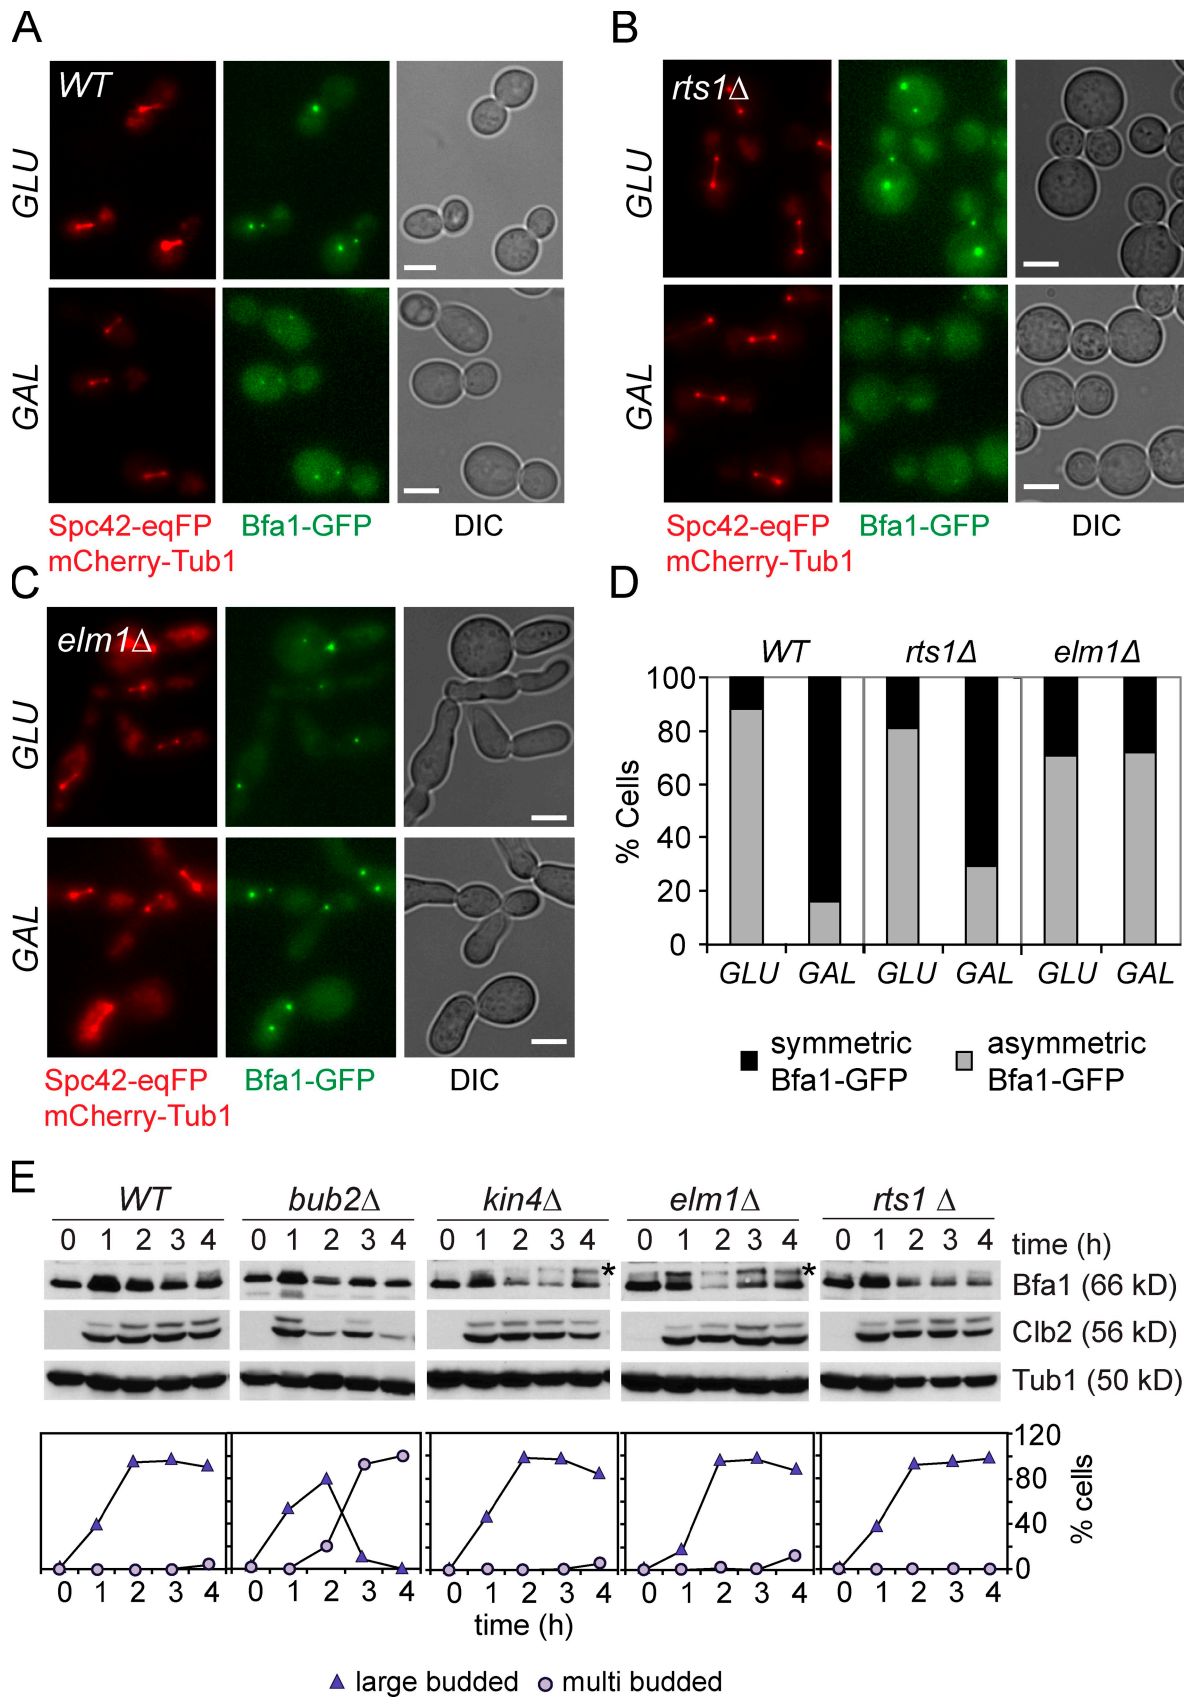 A
B
WT
rts1Δ
GLU
GLU
GAL
GAL
Spc42-eqFP
mCherry-Tub1
Bfa1-GFP
DIC
Spc42-eqFP
mCherry-Tub1
DIC
C
D
elm1Δ
GLU
GAL
Spc42-eqFP
mCherry-Tub1
Bfa1-GFP
DIC
WT rts1Δ elm1Δ
100
80
60
40
20
0
% Cells
GLU GAL GLU GAL GLU GAL
symmetric
Bfa1-GFP
asymmetric
Bfa1-GFP
E
WT bub2Δ kin4Δ elm1Δ rts1 Δ
0 1 2 3 4 0 1 2 3 4 0 1 2 3 4 0 1 2 3 4 0 1 2 3 4 time (h)
* * Bfa1 (66 kD)
Clb2 (56 kD)
Tub1 (50 kD)
120
80
40
0
% cells
0 1 2 3 4 0 1 2 3 4 0 1 2 3 4 0 1 2 3 4 0 1 2 3 4
time (h)
large budded multi budded